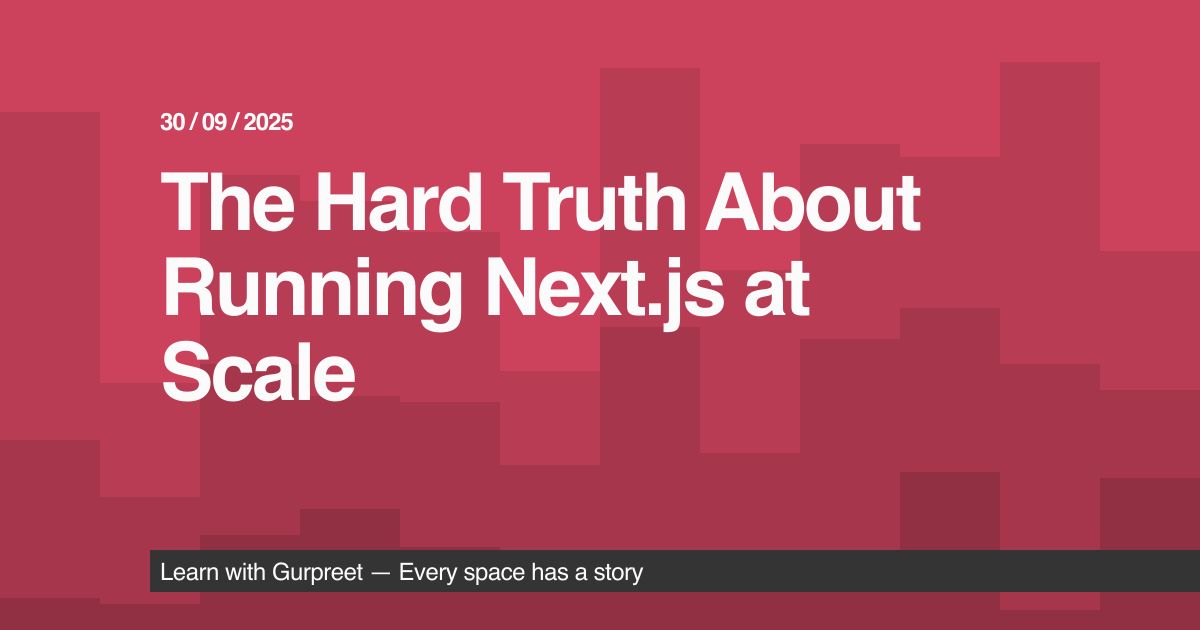 30 / 09 / 2025
The Hard Truth About
Running Next.js at
Scale
Learn with Gurpreet — Every space has a story